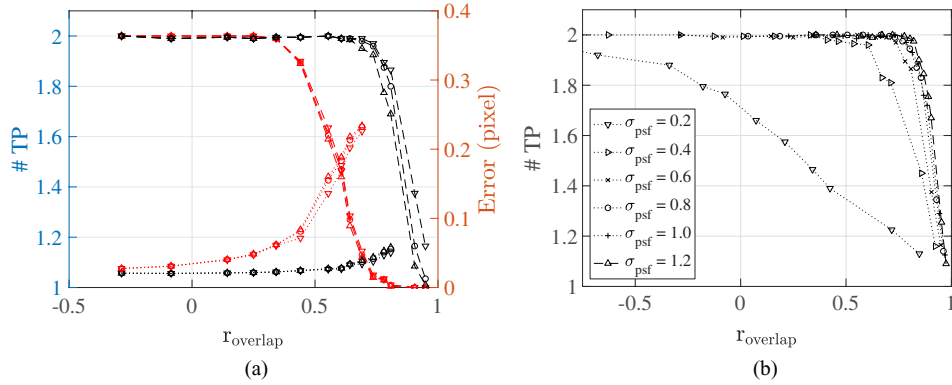 2
1.8
1.6
1.4
1.2
1
# TP
0.4
0.3
0.2
0.1
0
Error (pixel)
-0.5 0 0.5 1
r_overlap
(a)
2
1.8
1.6
1.4
1.2
1
# TP
σ_psf = 0.2
σ_psf = 0.4
σ_psf = 0.6
σ_psf = 0.8
σ_psf = 1.0
σ_psf = 1.2
-0.5 0 0.5 1
r_overlap
(b)